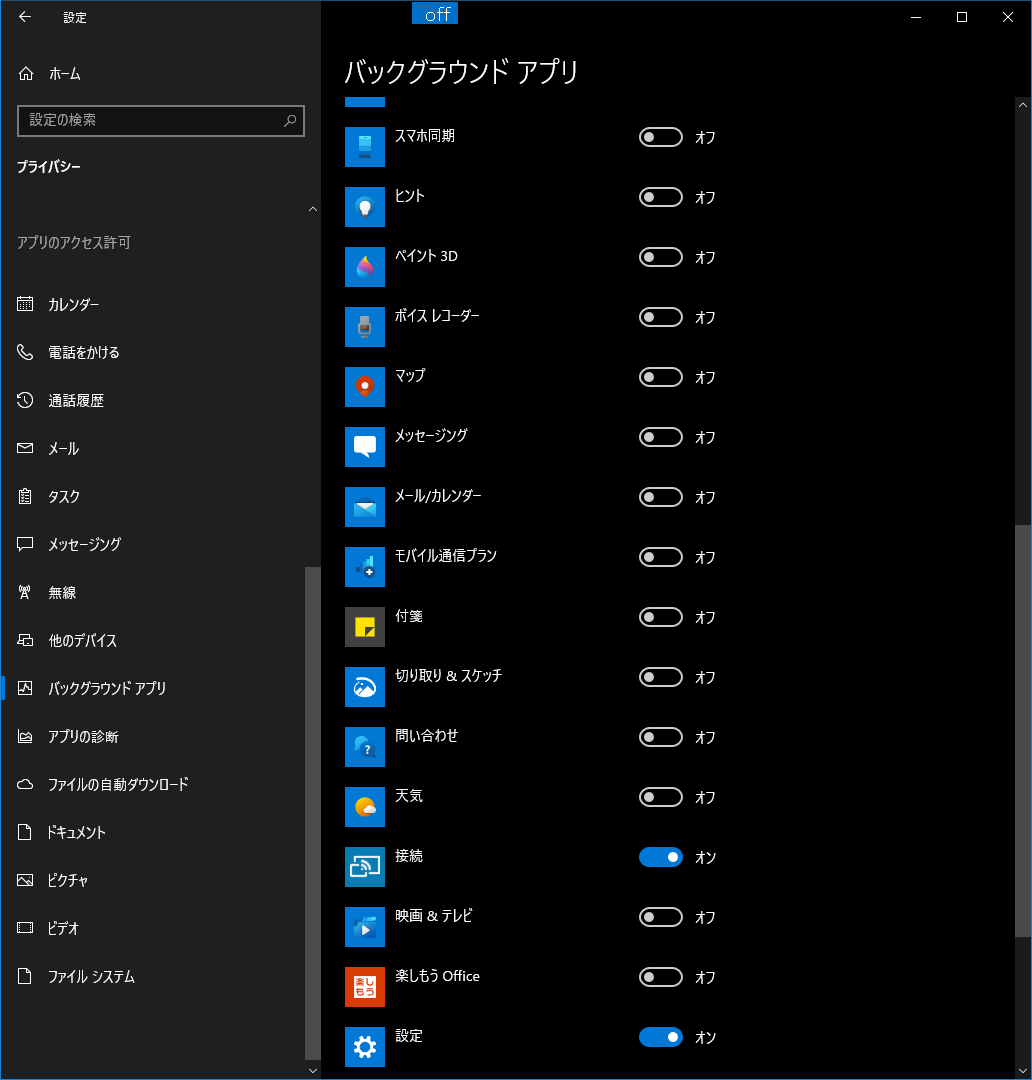 設定
off
ホーム
設定の検索
プライバシー
アプリのアクセス許可
カレンダー
電話をかける
通話履歴
メール
タスク
メッセージング
無線
他のデバイス
バックグラウンド アプリ
アプリの診断
ファイルの自動ダウンロード
ドキュメント
ピクチャ
ビデオ
ファイル システム
バックグラウンド アプリ
スマホ同期 オフ
ヒント オフ
ペイント 3D オフ
ボイス レコーダー オフ
マップ オフ
メッセージング オフ
メール/カレンダー オフ
モバイル通信プラン オフ
付箋 オフ
切り取り & スケッチ オフ
問い合わせ オフ
天気 オフ
接続 オン
映画 & テレビ オフ
楽し
もう
楽しもう Office オフ
設定 オン